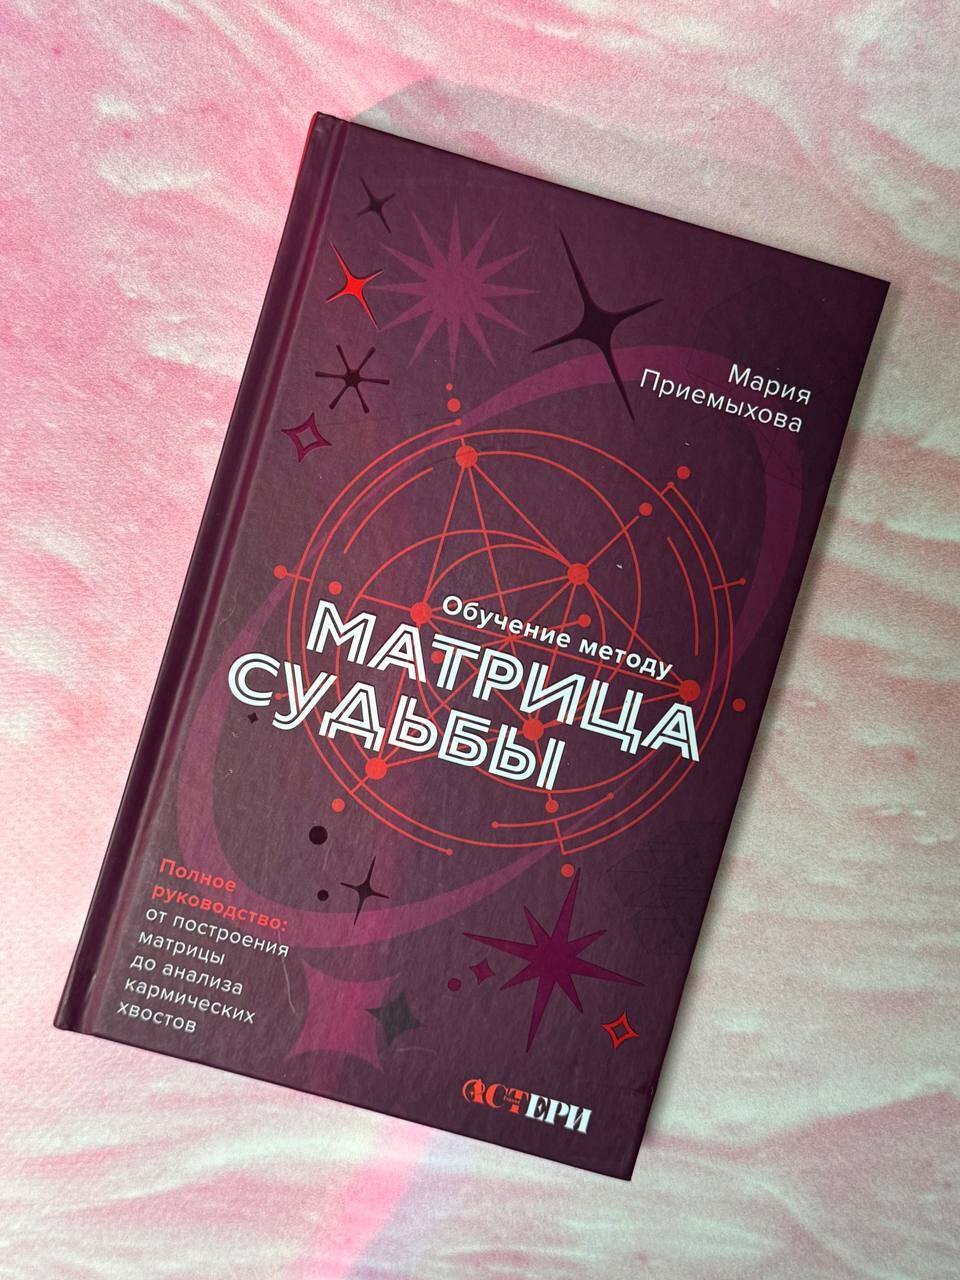 Мария
Приемыхова
Обучение методу
МАТРИЦА
СУДЬБЫ
Полное
руководство:
от построения
матрицы
до анализа
кармических
хвостов
АСТЕРИ